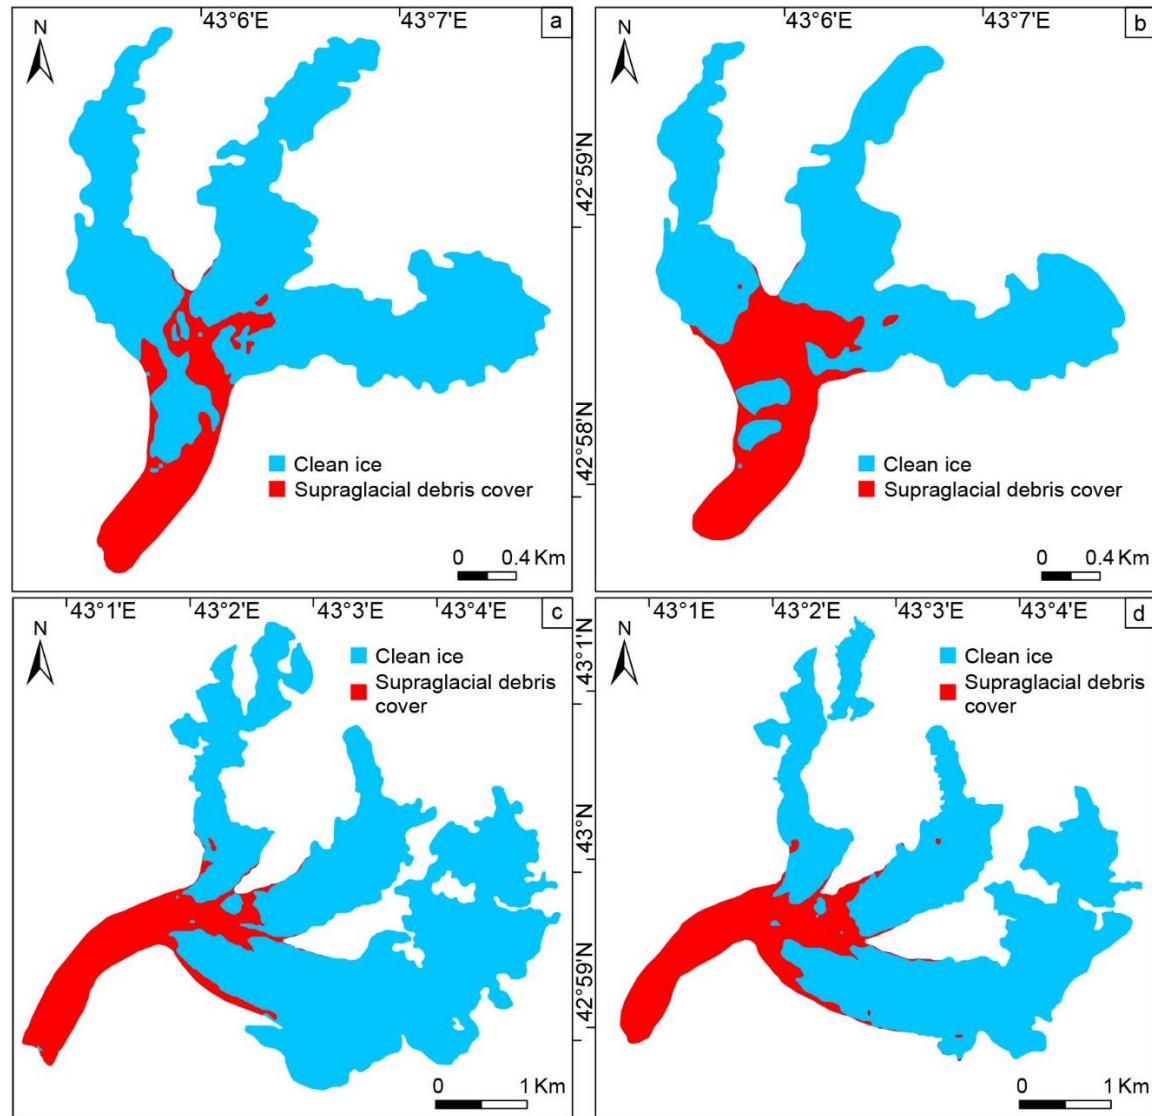 43°6'E 43°7'E a
N
Clean ice
Supraglacial debris cover
0 0.4 Km
42°59'N
42°58'N
43°6'E 43°7'E b
N
Clean ice
Supraglacial debris cover
0 0.4 Km
43°1'E 43°2'E 43°3'E 43°4'E c
N
Clean ice
Supraglacial debris
cover
0 1 Km
43°1'N
43°N
42°59'N
43°1'E 43°2'E 43°3'E 43°4'E d
N
Clean ice
Supraglacial debris
cover
0 1 Km